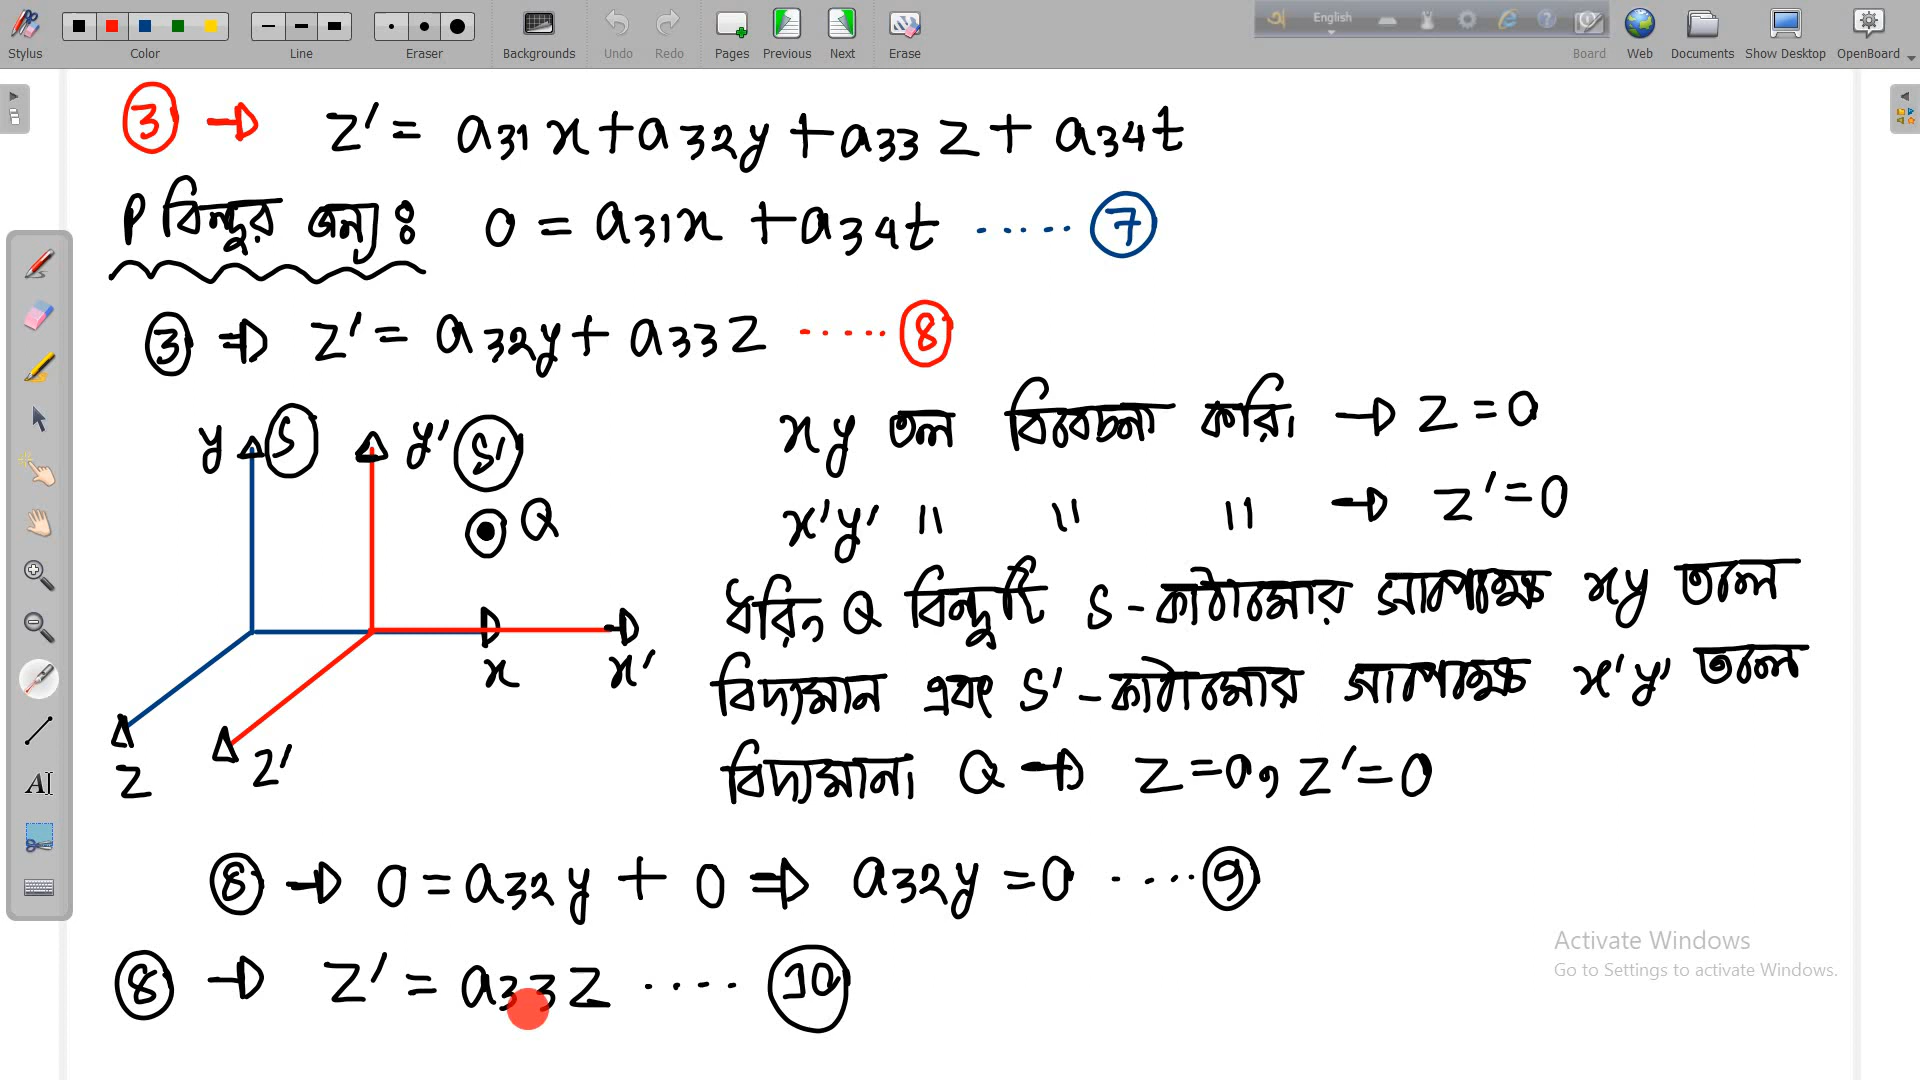 Stylus Color Line Eraser Backgrounds Undo Redo Pages Previous Next Erase English Board Web Documents Show Desktop OpenBoard
③ → z′ = a31x + a32y + a33z + a34t
P বিন্দুর জন্যঃ 0 = a31x + a34t ..... ⑦
③ ⇒ z′ = a32y + a33z ..... ⑧
xy তল বিবেচনা করি। → z = 0
x′y′ " " " → z′ = 0
ধরি, Q বিন্দুটি S-কাঠামোর সাপেক্ষে xy তলে
বিদ্যমান এবং S′-কাঠামোর সাপেক্ষে x′y′ তলে
বিদ্যমান। Q → z = 0, z′ = 0
y S y′ S′
Q
x x′
z z′
⑧ → 0 = a32y + 0 ⇒ a32y = 0 ..... ⑨
⑧ → z′ = a33z .... ⑩
Activate Windows
Go to Settings to activate Windows.